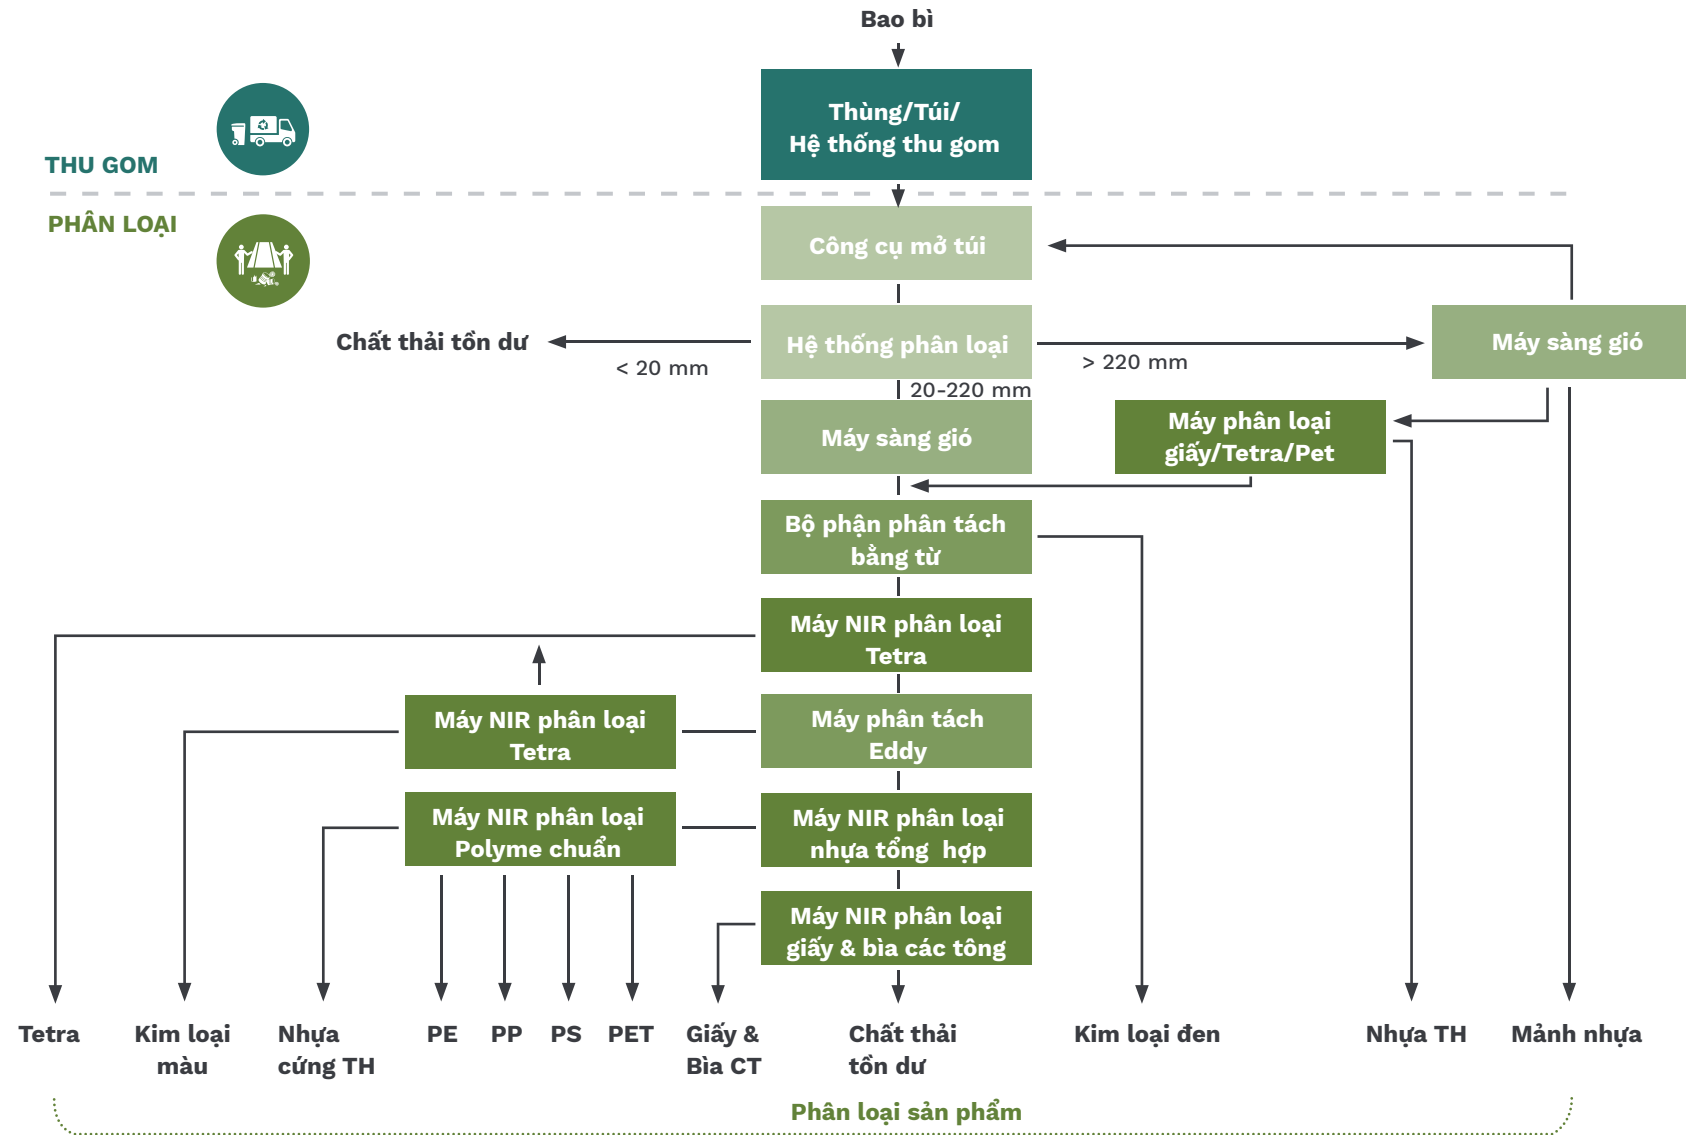 Bao bì
Thùng/Túi/
Hệ thống thu gom
THU GOM
PHÂN LOẠI
Công cụ mở túi
Chất thải tồn dư
< 20 mm
Hệ thống phân loại
> 220 mm
Máy sàng gió
20-220 mm
Máy sàng gió
Máy phân loại
giấy/Tetra/Pet
Bộ phận phân tách
bằng từ
Máy NIR phân loại
Tetra
Máy NIR phân loại
Tetra
Máy phân tách
Eddy
Máy NIR phân loại
Polyme chuẩn
Máy NIR phân loại
nhựa tổng hợp
Máy NIR phân loại
giấy & bìa các tông
Tetra
Kim loại
màu
Nhựa
cứng TH
PE
PP
PS
PET
Giấy &
Bìa CT
Chất thải
tồn dư
Kim loại đen
Nhựa TH
Mảnh nhựa
Phân loại sản phẩm